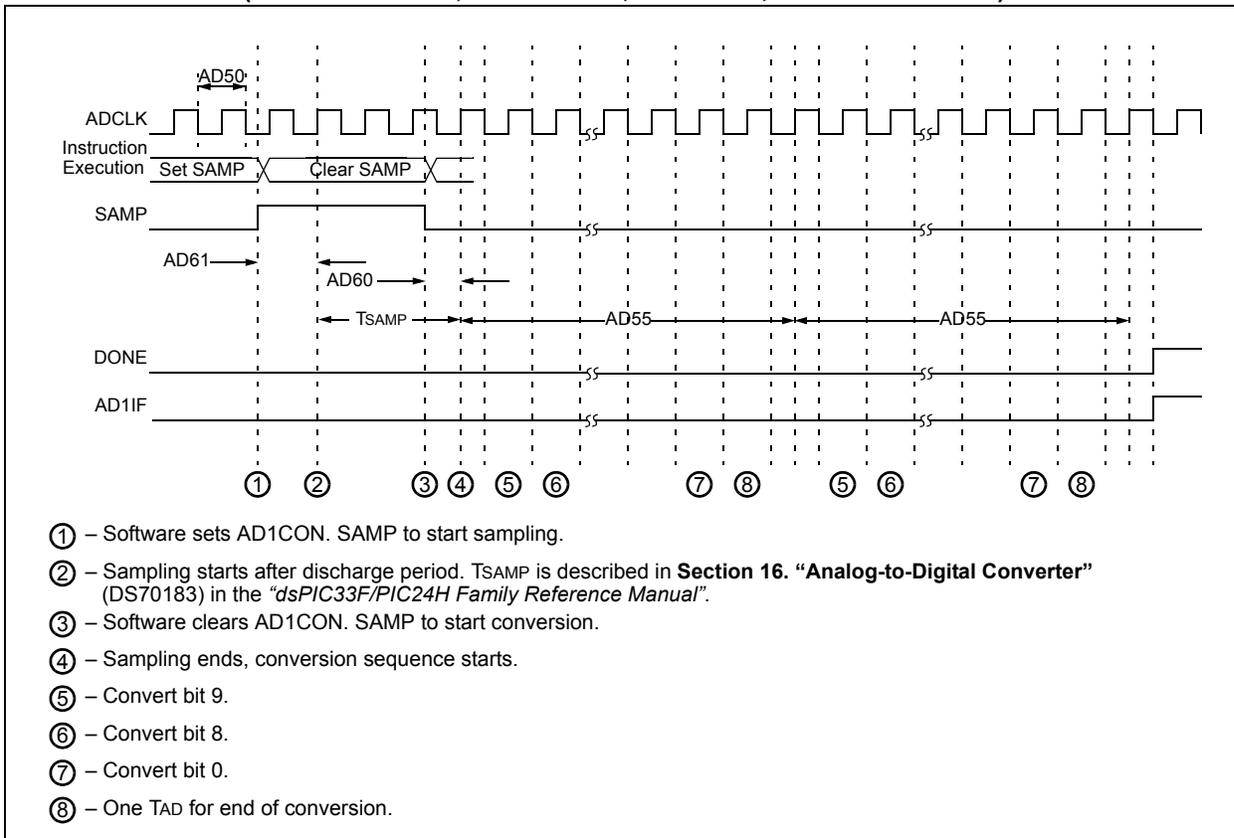 AD50
ADCLK
Instruction
Execution
Set SAMP
Clear SAMP
SAMP
AD61
AD60
TSAMP
AD55
AD55
DONE
AD1IF
1 2 3 4 5 6 7 8 5 6 7 8
1 – Software sets AD1CON. SAMP to start sampling.
2 – Sampling starts after discharge period. TSAMP is described in Section 16. “Analog-to-Digital Converter”
(DS70183) in the “dsPIC33F/PIC24H Family Reference Manual”.
3 – Software clears AD1CON. SAMP to start conversion.
4 – Sampling ends, conversion sequence starts.
5 – Convert bit 9.
6 – Convert bit 8.
7 – Convert bit 0.
8 – One TAD for end of conversion.